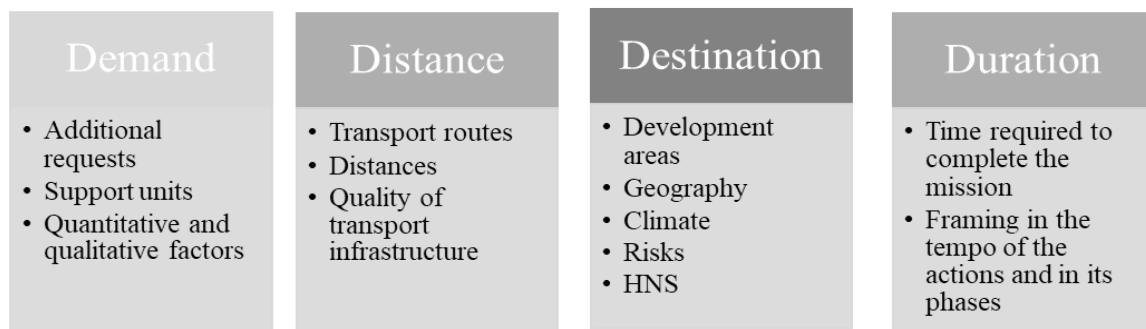 Demand
• Additional
requests
• Support units
• Quantitative and
qualitative factors
Distance
• Transport routes
• Distances
• Quality of
transport
infrastructure
Destination
• Development
areas
• Geography
• Climate
• Risks
• HNS
Duration
• Time required to
complete the
mission
• Framing in the
tempo of the
actions and in its
phases